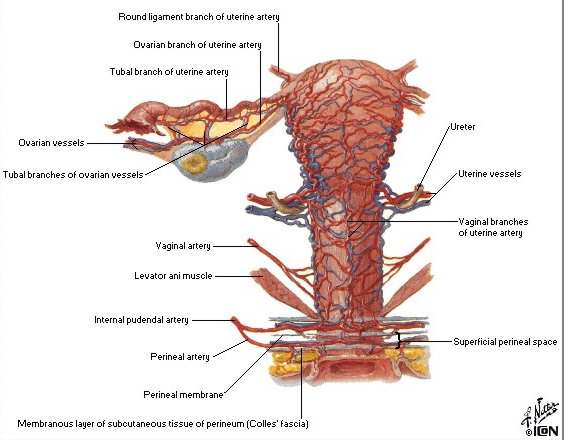 Round ligament branch of uterine artery
Ovarian branch of uterine artery
Tubal branch of uterine artery
Ureter
Ovarian vessels
Uterine vessels
Tubal branches of ovarian vessels
Vaginal branches
of uterine artery
Vaginal artery
Levator ani muscle
Internal pudendal artery
Superficial perineal space
Perineal artery
Perineal membrane
Membranous layer of subcutaneous tissue of perineum (Colles' fascia)
F. Netter
©ICON